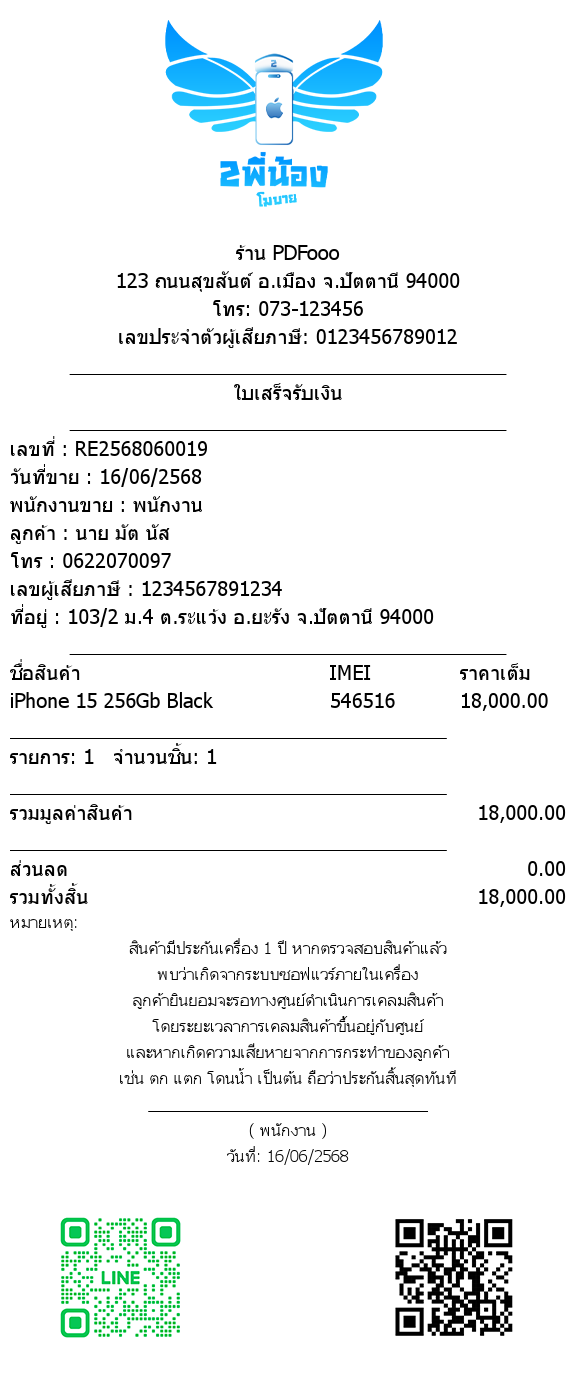 2
2พี่น้อง
โมบาย
ร้าน PDFooo
123 ถนนสุขสันต์ อ.เมือง จ.ปัตตานี 94000
โทร: 073-123456
เลขประจำตัวผู้เสียภาษี: 0123456789012
ใบเสร็จรับเงิน
เลขที่ : RE2568060019
วันที่ขาย : 16/06/2568
พนักงานขาย : พนักงาน
ลูกค้า : นาย มัต นัส
โทร : 0622070097
เลขผู้เสียภาษี : 1234567891234
ที่อยู่ : 103/2 ม.4 ต.ระแว้ง อ.ยะรัง จ.ปัตตานี 94000
ชื่อสินค้า IMEI ราคาเต็ม
iPhone 15 256Gb Black 546516 18,000.00
รายการ: 1 จำนวนชิ้น: 1
รวมมูลค่าสินค้า 18,000.00
ส่วนลด 0.00
รวมทั้งสิ้น 18,000.00
หมายเหตุ:
สินค้ามีประกันเครื่อง 1 ปี หากตรวจสอบสินค้าแล้ว
พบว่าเกิดจากระบบซอฟแวร์ภายในเครื่อง
ลูกค้ายินยอมจะรอทางศูนย์ดำเนินการเคลมสินค้า
โดยระยะเวลาการเคลมสินค้าขึ้นอยู่กับศูนย์
และหากเกิดความเสียหายจากการกระทำของลูกค้า
เช่น ตก แตก โดนน้ำ เป็นต้น ถือว่าประกันสิ้นสุดทันที
( พนักงาน )
วันที่: 16/06/2568
LINE